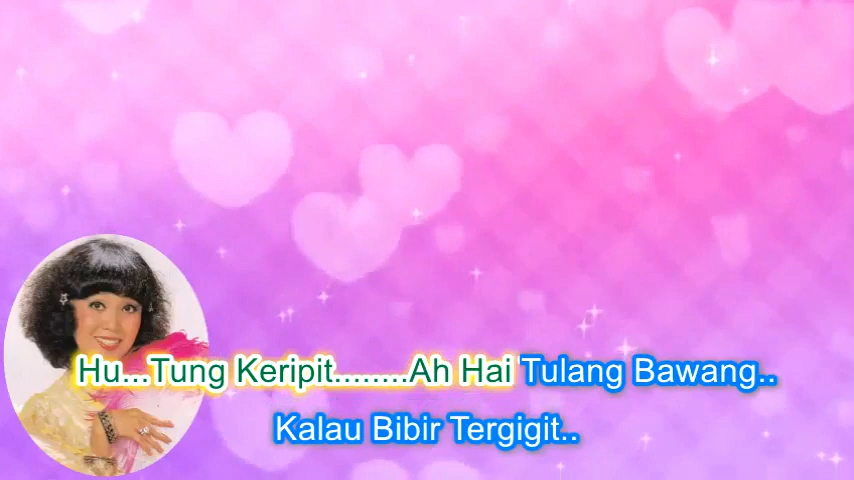 Hu...Tung Keripit........Ah Hai Tulang Bawang..
Kalau Bibir Tergigit..